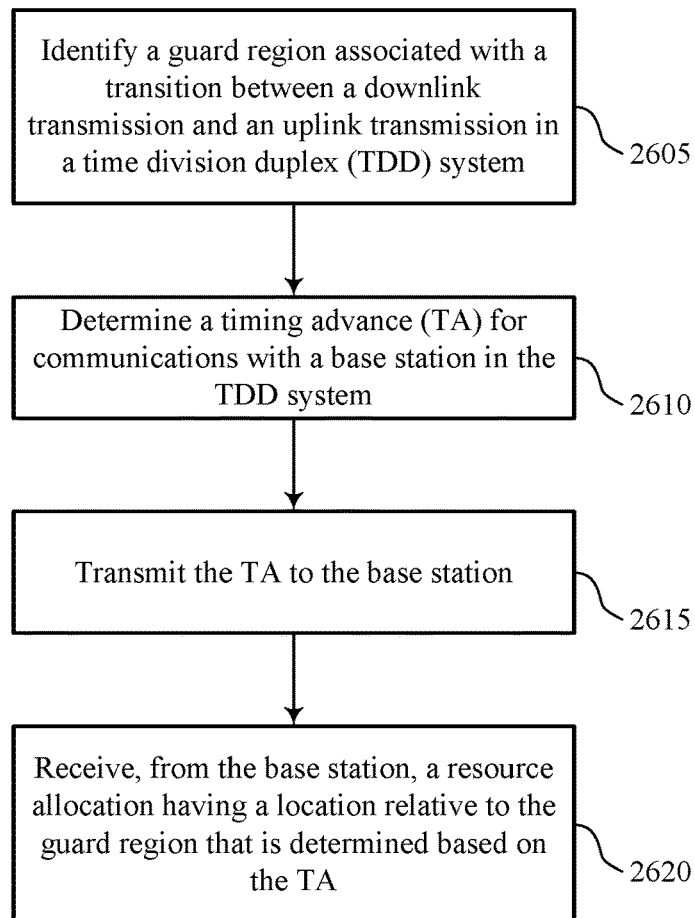 Identify a guard region associated with a
transition between a downlink
transmission and an uplink transmission in
a time division duplex (TDD) system
2605
Determine a timing advance (TA) for
communications with a base station in the
TDD system
2610
Transmit the TA to the base station
2615
Receive, from the base station, a resource
allocation having a location relative to the
guard region that is determined based on
the TA
2620